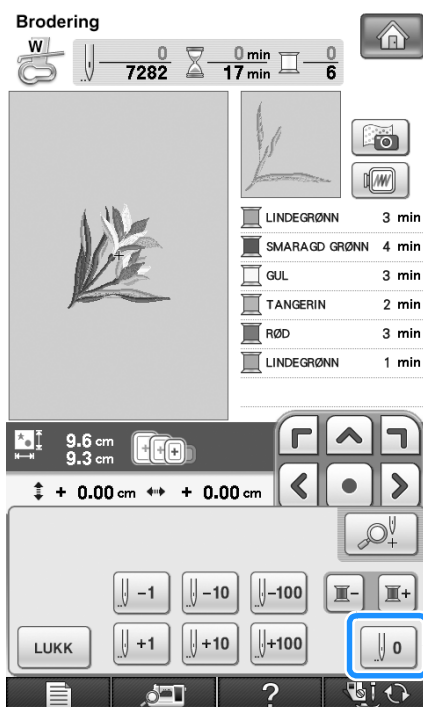 Brodering
W 0 0 min 0
7282 17 min 6
LINDEGRØNN 3 min
SMARAGD GRØNN 4 min
GUL 3 min
TANGERIN 2 min
RØD 3 min
LINDEGRØNN 1 min
9.6 cm
9.3 cm
+ 0.00 cm + 0.00 cm
-1 -10 -100 - +
LUKK +1 +10 +100 0
?